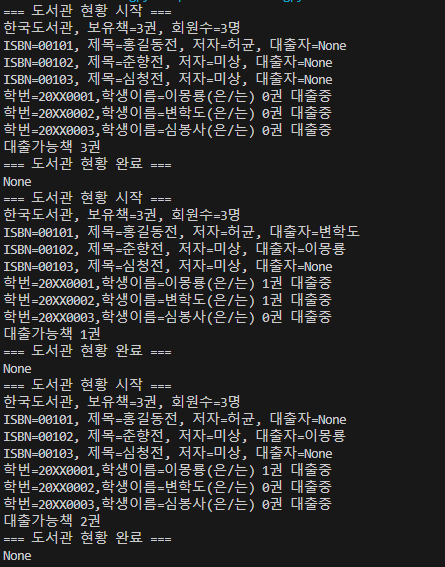 === 도서관 현황 시작 ===
한국도서관, 보유책=3권, 회원수=3명
ISBN=00101, 제목=홍길동전, 저자=허균, 대출자=None
ISBN=00102, 제목=춘향전, 저자=미상, 대출자=None
ISBN=00103, 제목=심청전, 저자=미상, 대출자=None
학번=20XX0001,학생이름=이몽룡(은/는) 0권 대출중
학번=20XX0002,학생이름=변학도(은/는) 0권 대출중
학번=20XX0003,학생이름=심봉사(은/는) 0권 대출중
대출가능책 3권
=== 도서관 현황 완료 ===
None
=== 도서관 현황 시작 ===
한국도서관, 보유책=3권, 회원수=3명
ISBN=00101, 제목=홍길동전, 저자=허균, 대출자=변학도
ISBN=00102, 제목=춘향전, 저자=미상, 대출자=이몽룡
ISBN=00103, 제목=심청전, 저자=미상, 대출자=None
학번=20XX0001,학생이름=이몽룡(은/는) 1권 대출중
학번=20XX0002,학생이름=변학도(은/는) 1권 대출중
학번=20XX0003,학생이름=심봉사(은/는) 0권 대출중
대출가능책 1권
=== 도서관 현황 완료 ===
None
=== 도서관 현황 시작 ===
한국도서관, 보유책=3권, 회원수=3명
ISBN=00101, 제목=홍길동전, 저자=허균, 대출자=None
ISBN=00102, 제목=춘향전, 저자=미상, 대출자=이몽룡
ISBN=00103, 제목=심청전, 저자=미상, 대출자=None
학번=20XX0001,학생이름=이몽룡(은/는) 1권 대출중
학번=20XX0002,학생이름=변학도(은/는) 0권 대출중
학번=20XX0003,학생이름=심봉사(은/는) 0권 대출중
대출가능책 2권
=== 도서관 현황 완료 ===
None